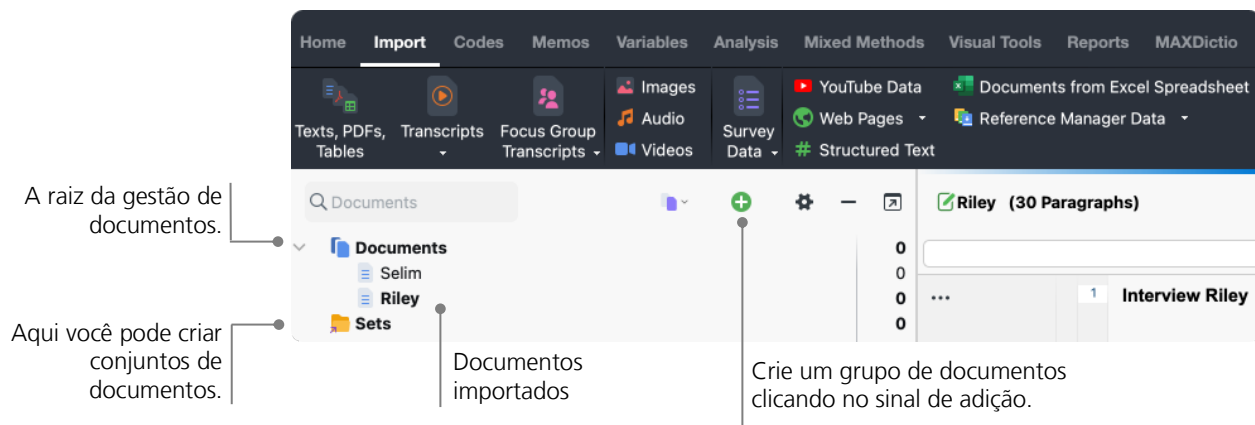 Home Import Codes Memos Variables Analysis Mixed Methods Visual Tools Reports MAXDictio
Texts, PDFs,
Tables
Transcripts
Focus Group
Transcripts
Images
Audio
Videos
Survey
Data
YouTube Data
Web Pages
# Structured Text
Documents from Excel Spreadsheet
Reference Manager Data
A raiz da gestão de
documentos.
Aqui você pode criar
conjuntos de
documentos.
Documents
Documents 0
Selim 0
Riley 0
Sets 0
Riley (30 Paragraphs)
1 Interview Riley
Documentos
importados
Crie um grupo de documentos
clicando no sinal de adição.